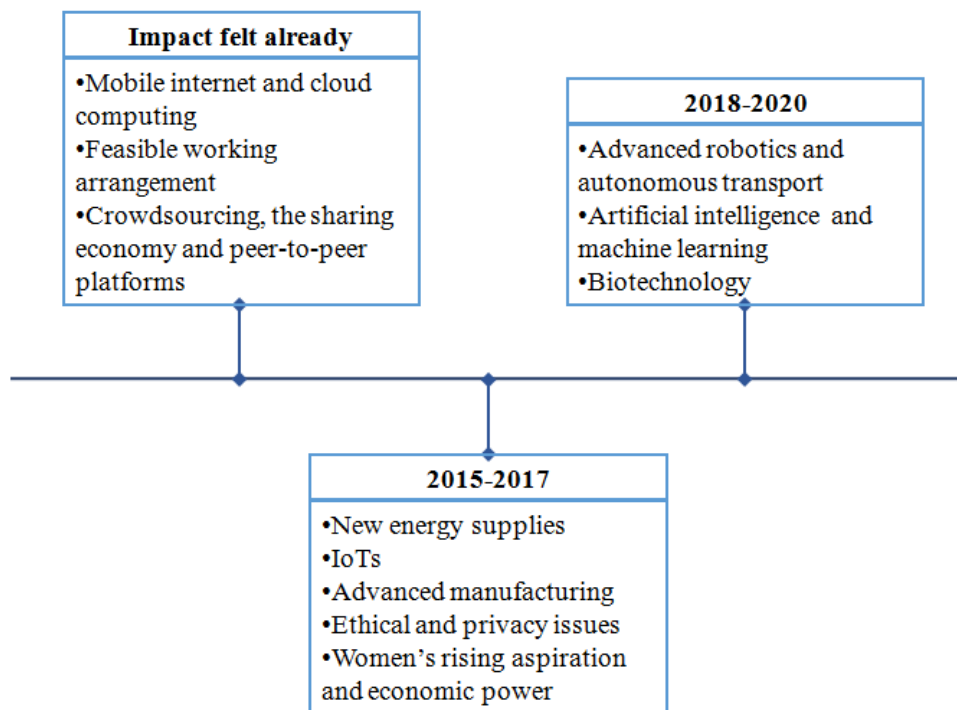 Impact felt already
•Mobile internet and cloud
computing
•Feasible working
arrangement
•Crowdsourcing, the sharing
economy and peer-to-peer
platforms
2015-2017
•New energy supplies
•IoTs
•Advanced manufacturing
•Ethical and privacy issues
•Women’s rising aspiration
and economic power
2018-2020
•Advanced robotics and
autonomous transport
•Artificial intelligence and
machine learning
•Biotechnology